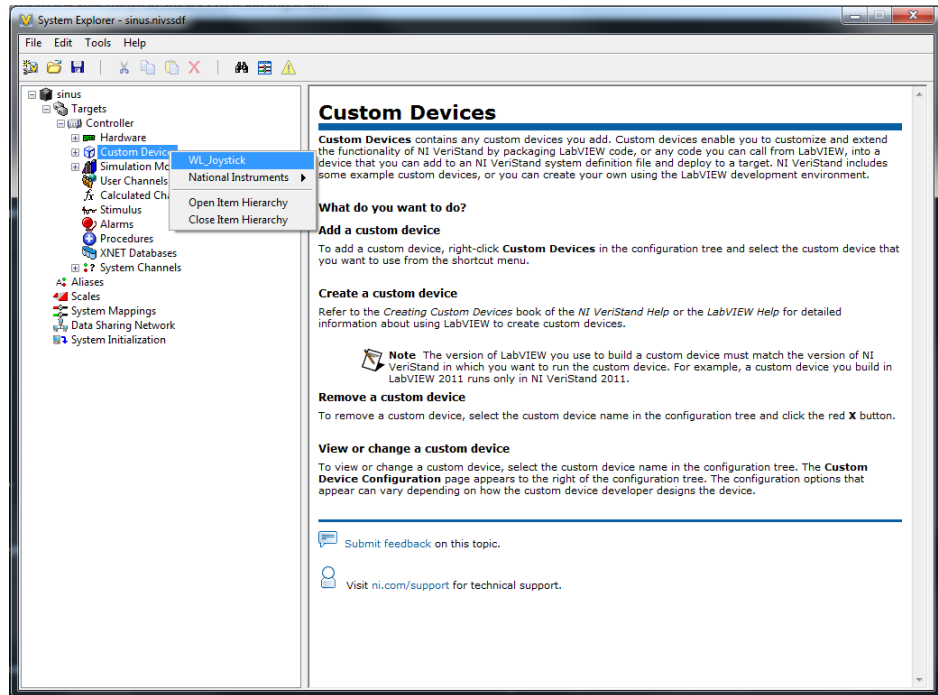 System Explorer - sinus.nivssdf
File Edit Tools Help
sinus
Targets
Controller
Hardware
Custom Device
Simulation Mo
User Channels
Calculated Cha
Stimulus
Alarms
Procedures
XNET Databases
System Channels
Aliases
Scales
System Mappings
Data Sharing Network
System Initialization
WL_Joystick
National Instruments
Open Item Hierarchy
Close Item Hierarchy
Custom Devices
Custom Devices contains any custom devices you add. Custom devices enable you to customize and extend
the functionality of NI VeriStand by packaging LabVIEW code, or any code you can call from LabVIEW, into a
device that you can add to an NI VeriStand system definition file and deploy to a target. NI VeriStand includes
some example custom devices, or you can create your own using the LabVIEW development environment.
What do you want to do?
Add a custom device
To add a custom device, right-click Custom Devices in the configuration tree and select the custom device that
you want to use from the shortcut menu.
Create a custom device
Refer to the Creating Custom Devices book of the NI VeriStand Help or the LabVIEW Help for detailed
information about using LabVIEW to create custom devices.
Note The version of LabVIEW you use to build a custom device must match the version of NI
VeriStand in which you want to run the custom device. For example, a custom device you build in
LabVIEW 2011 runs only in NI VeriStand 2011.
Remove a custom device
To remove a custom device, select the custom device name in the configuration tree and click the red X button.
View or change a custom device
To view or change a custom device, select the custom device name in the configuration tree. The Custom
Device Configuration page appears to the right of the configuration tree. The configuration options that
appear can vary depending on how the custom device developer designs the device.
Submit feedback on this topic.
Visit ni.com/support for technical support.